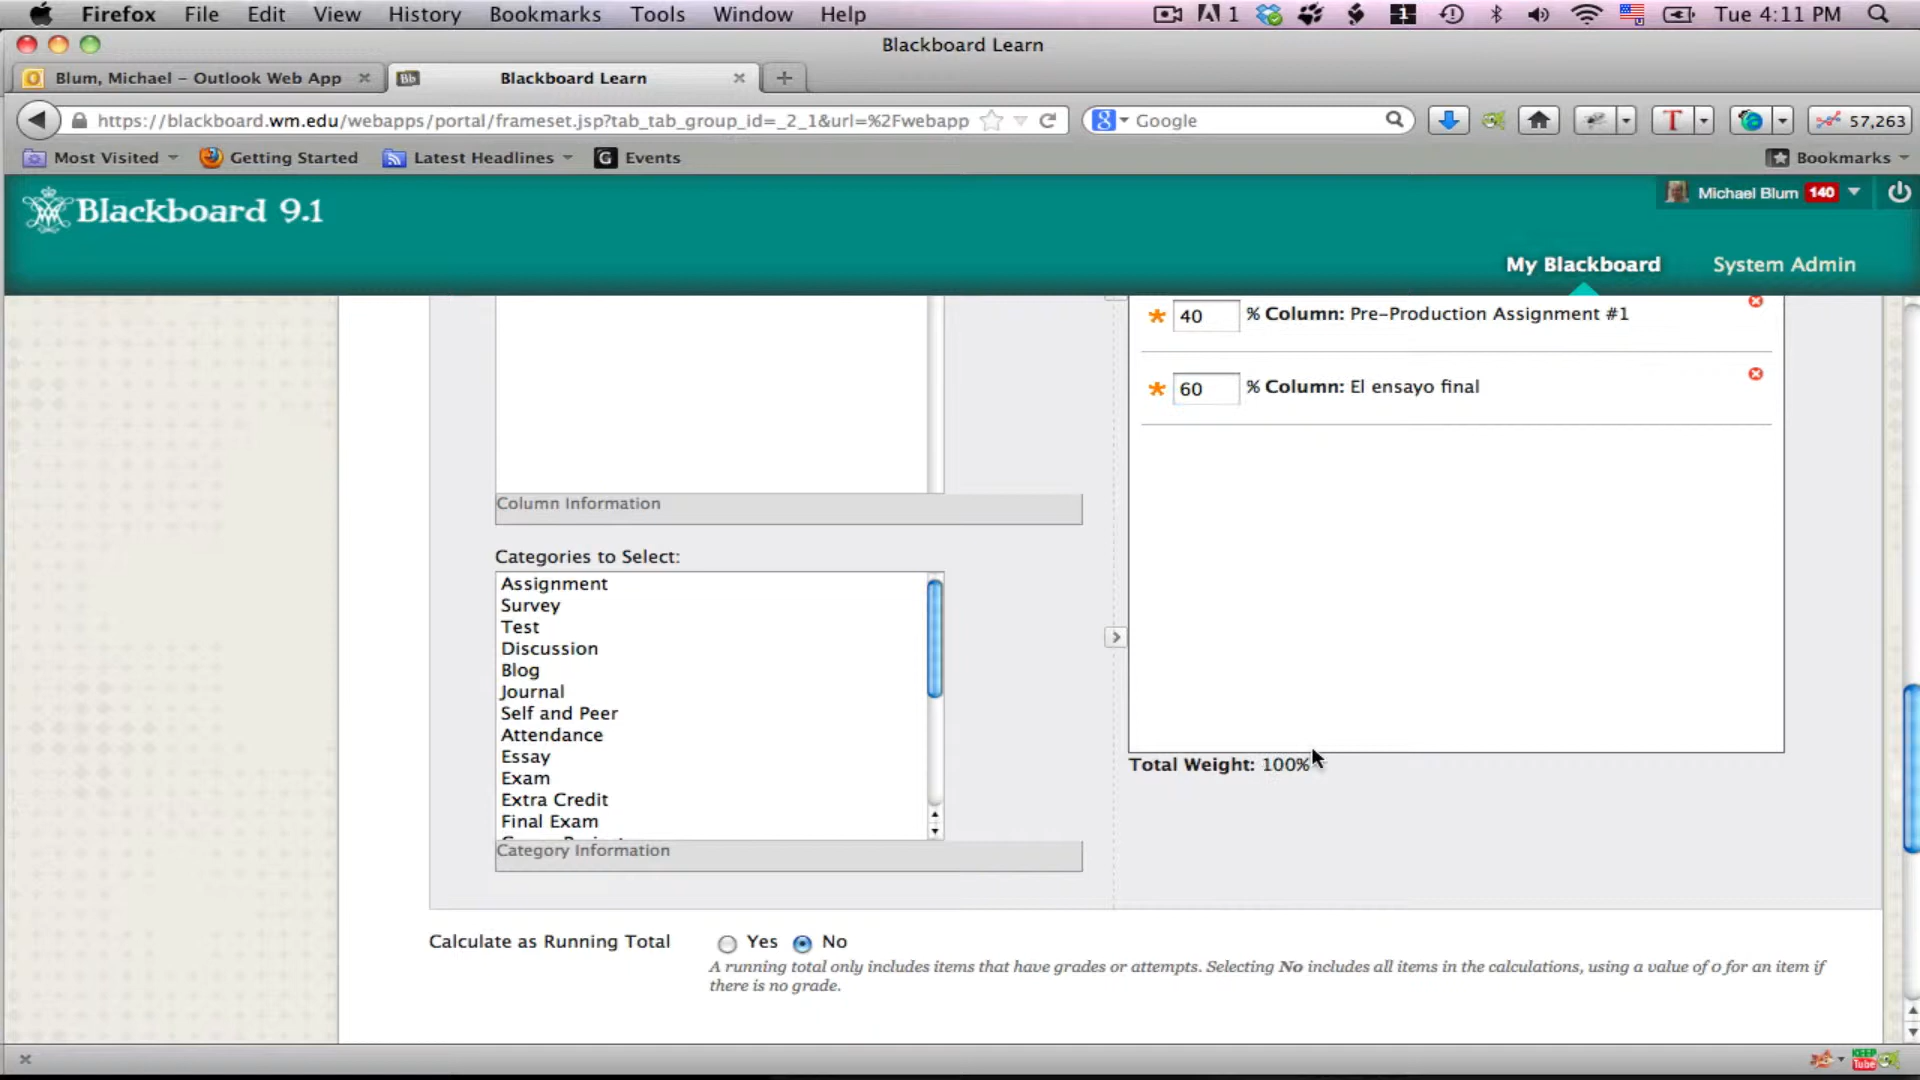 Firefox File Edit View History Bookmarks Tools Window Help 1 1 Tue 4:11 PM
Blackboard Learn
Blum, Michael – Outlook Web App Bb Blackboard Learn
https://blackboard.wm.edu/webapps/portal/frameset.jsp?tab_tab_group_id=_2_1&url=%2Fwebapp Google T 57,263
Most Visited Getting Started Latest Headlines G Events Bookmarks
Blackboard 9.1 Michael Blum 140
My Blackboard System Admin
* 40 % Column: Pre-Production Assignment #1
* 60 % Column: El ensayo final
Column Information
Categories to Select:
Assignment
Survey
Test
Discussion
Blog
Journal
Self and Peer
Attendance
Essay
Exam
Extra Credit
Final Exam
Category Information
Total Weight: 100%
Calculate as Running Total Yes No
A running total only includes items that have grades or attempts. Selecting No includes all items in the calculations, using a value of 0 for an item if
there is no grade.
KEEP
Tube